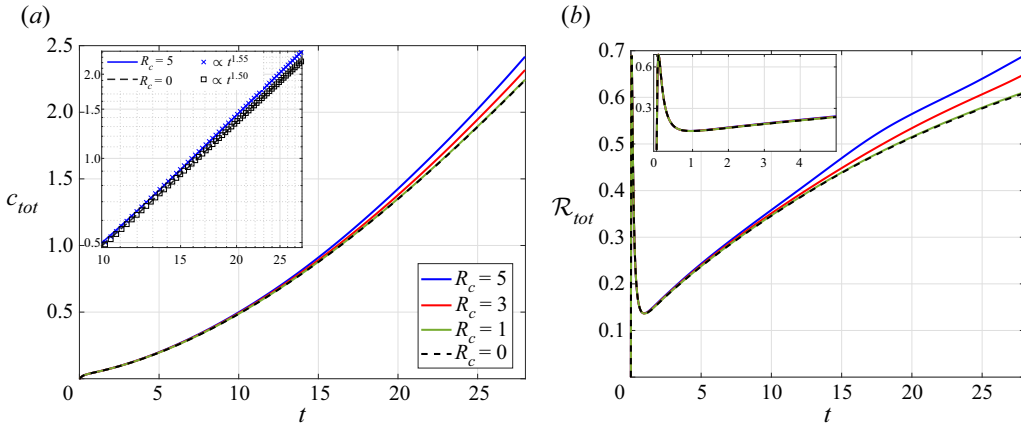 (a)
2.5
2.0
1.5
1.0
0.5
0
c_tot
5
10
15
20
25
t
R_c = 5
R_c = 0
∝ t^1.55
∝ t^1.50
2.0
1.5
1.0
0.5
10
15
20
25
R_c = 5
R_c = 3
R_c = 1
R_c = 0
(b)
0.7
0.6
0.5
0.4
0.3
0.2
0.1
0
ℛ_tot
5
10
15
20
25
t
0.6
0.3
0
1
2
3
4